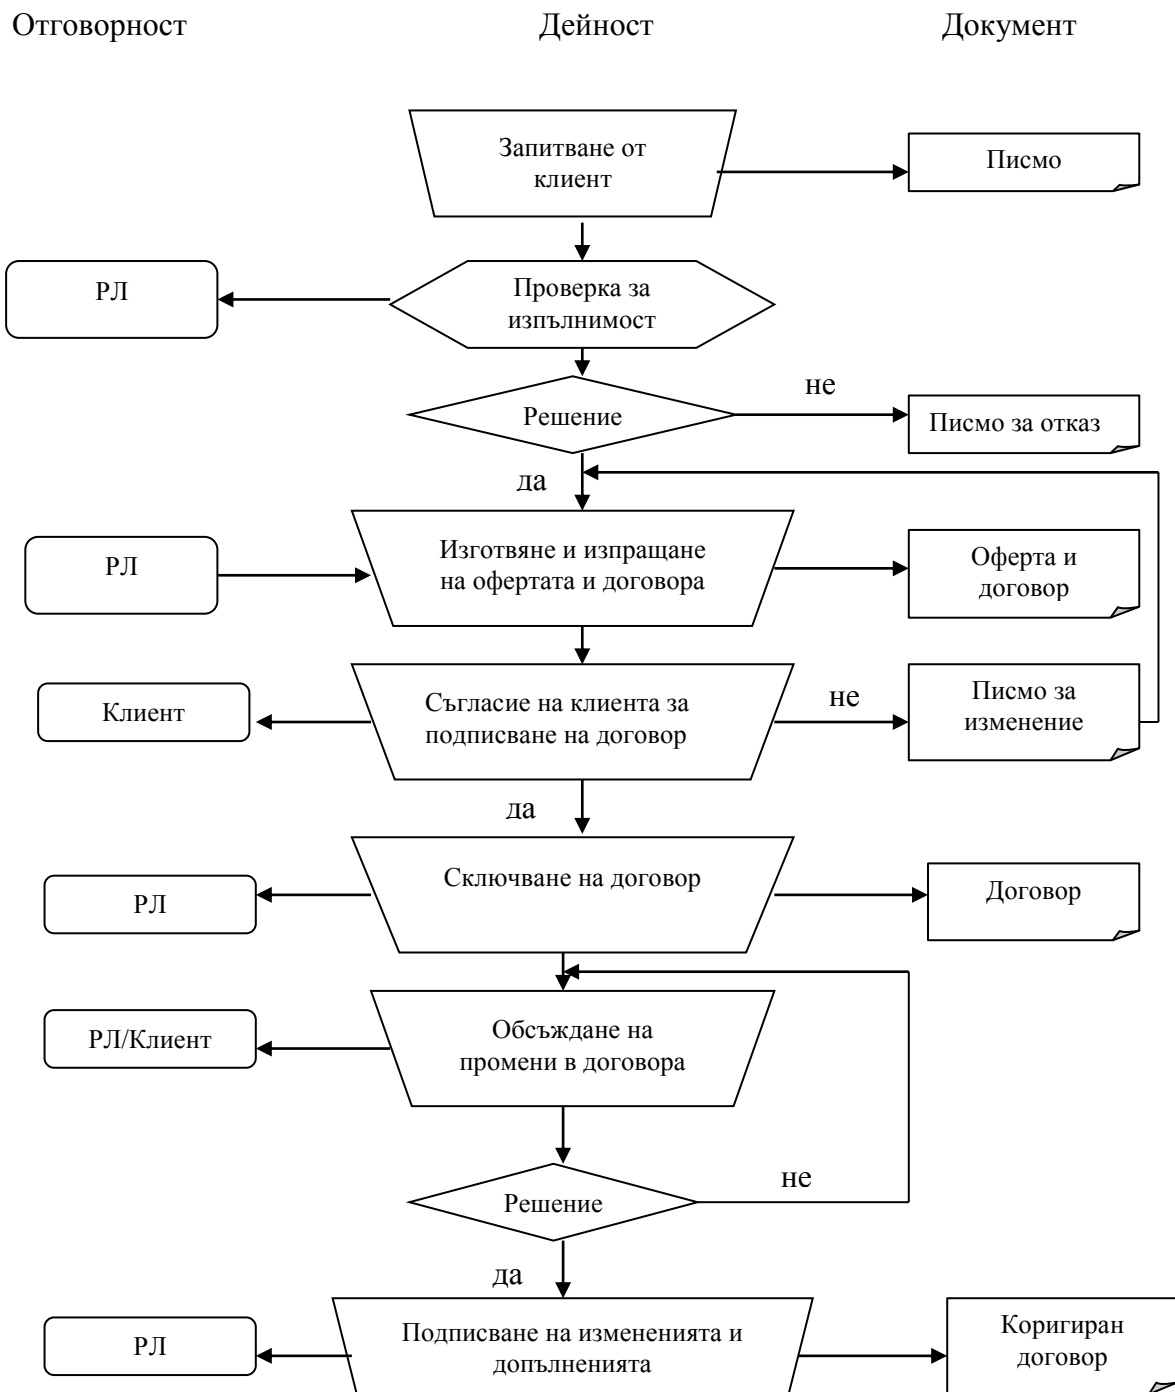 Отговорност
Дейност
Документ
Запитване от
клиент
Писмо
РЛ
Проверка за
изпълнимост
не
Решение
Писмо за отказ
да
РЛ
Изготвяне и изпращане
на офертата и договора
Оферта и
договор
Клиент
Съгласие на клиента за
подписване на договор
не
Писмо за
изменение
да
РЛ
Сключване на договор
Договор
РЛ/Клиент
Обсъждане на
промени в договора
Решение
не
да
РЛ
Подписване на измененията и
допълненията
Коригиран
договор